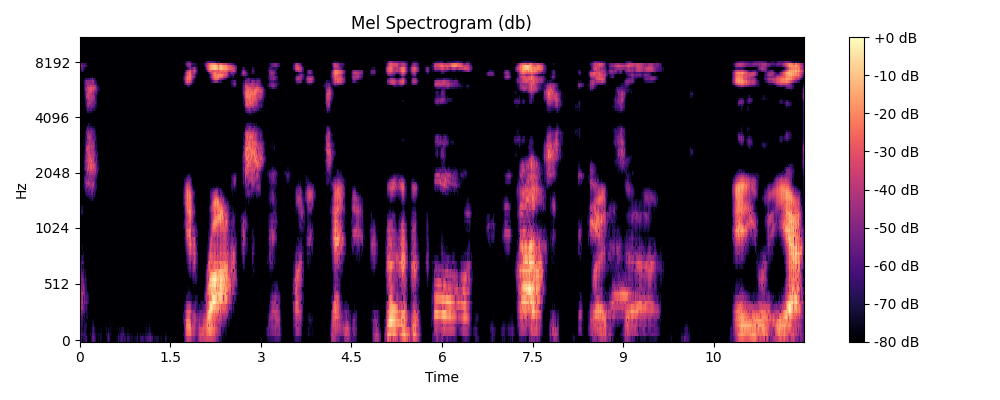 Mel Spectrogram (db)
8192
4096
2048
1024
512
0
Hz
0 1.5 3 4.5 6 7.5 9 10
Time
+0 dB
-10 dB
-20 dB
-30 dB
-40 dB
-50 dB
-60 dB
-70 dB
-80 dB